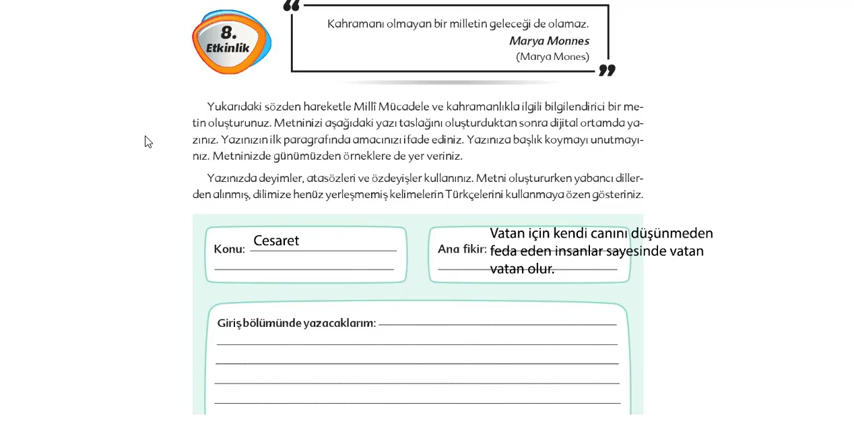 8.
Etkinlik
Kahramanı olmayan bir milletin geleceği de olamaz.
Marya Monnes
(Marya Mones)
Yukarıdaki sözden hareketle Millî Mücadele ve kahramanlıkla ilgili bilgilendirici bir me-
tin oluşturunuz. Metninizi aşağıdaki yazı taslağını oluşturduktan sonra dijital ortamda ya-
zınız. Yazınızın ilk paragrafında amacınızı ifade ediniz. Yazınıza başlık koymayı unutmayı-
nız. Metninizde günümüzden örneklere de yer veriniz.
Yazınızda deyimler, atasözleri ve özdeyişler kullanınız. Metni oluştururken yabancı diller-
den alınmış, dilimize henüz yerleşmemiş kelimelerin Türkçelerini kullanmaya özen gösteriniz.
Konu: Cesaret
Ana fikir: Vatan için kendi canını düşünmeden
feda eden insanlar sayesinde vatan
vatan olur.
Giriş bölümünde yazacaklarım: